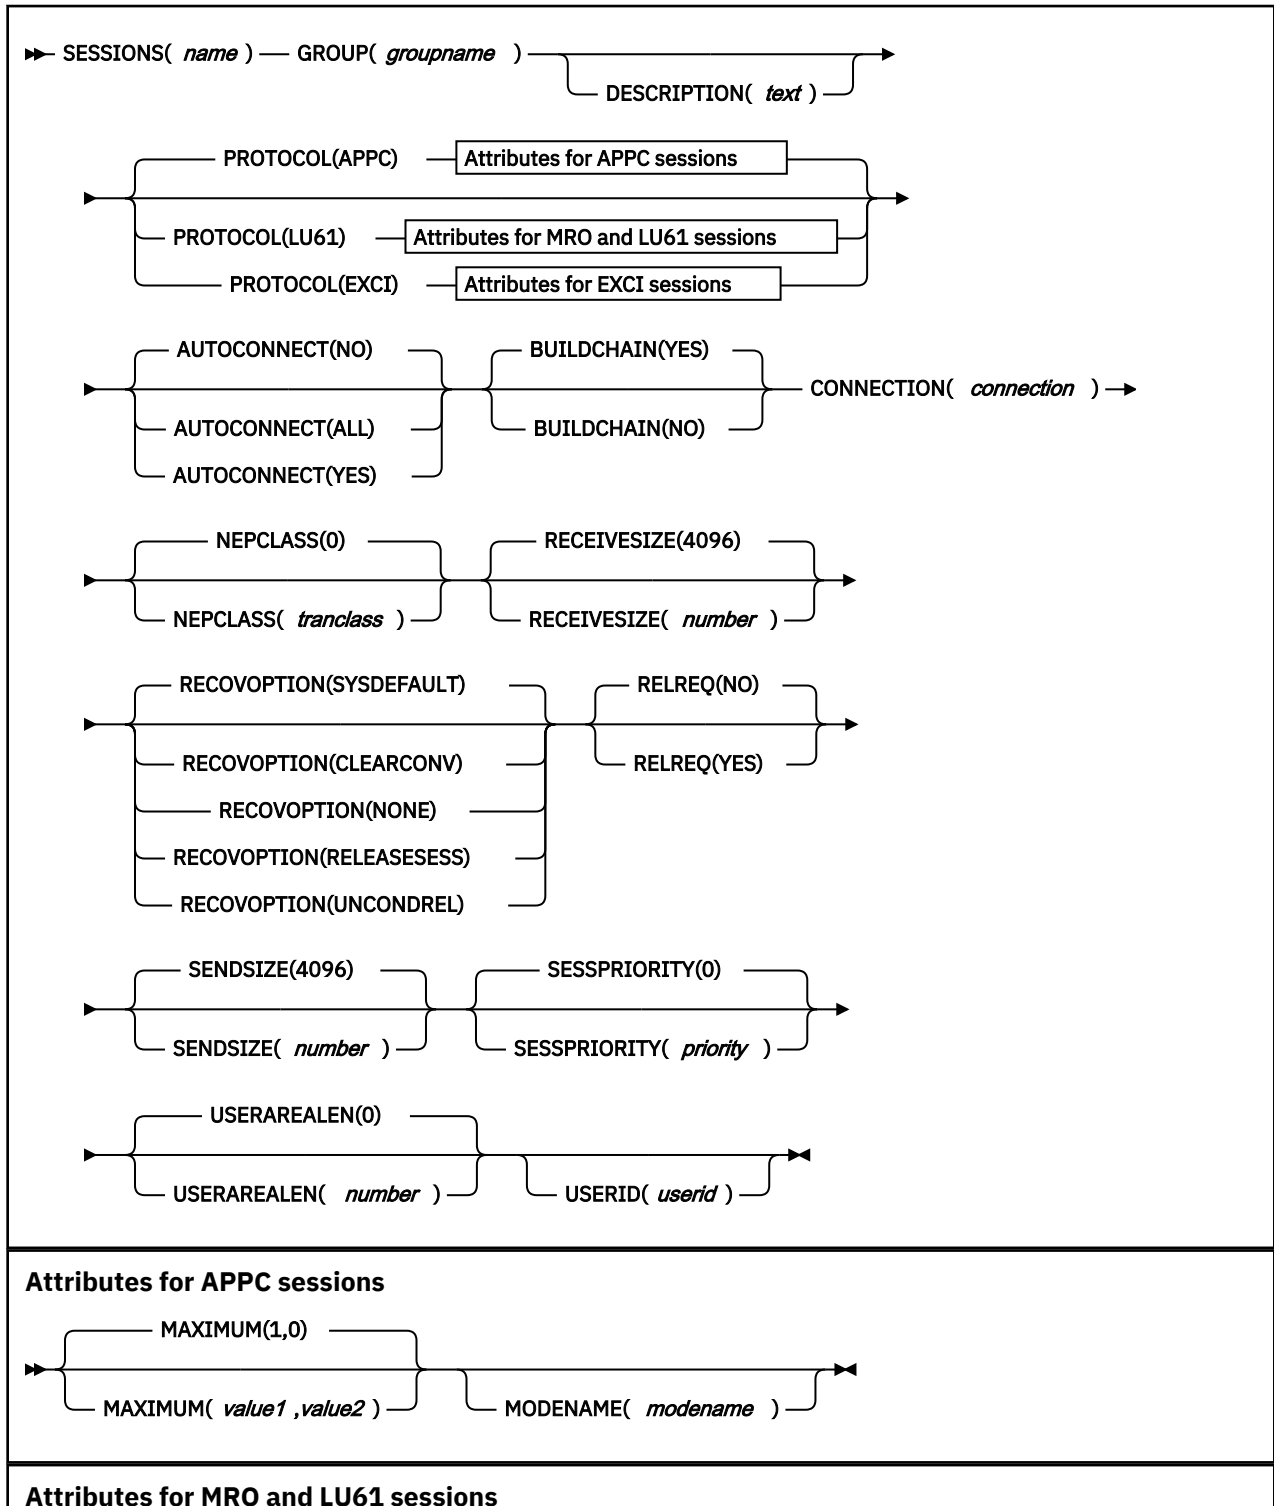 SESSIONS( name ) GROUP( groupname )
DESCRIPTION( text )
PROTOCOL(APPC) Attributes for APPC sessions
PROTOCOL(LU61) Attributes for MRO and LU61 sessions
PROTOCOL(EXCI) Attributes for EXCI sessions
AUTOCONNECT(NO) BUILDCHAIN(YES)
CONNECTION( connection )
AUTOCONNECT(ALL) BUILDCHAIN(NO)
AUTOCONNECT(YES)
NEPCLASS(0) RECEIVESIZE(4096)
NEPCLASS( tranclass ) RECEIVESIZE( number )
RECOVOPTION(SYSDEFAULT) RELREQ(NO)
RECOVOPTION(CLEARCONV) RELREQ(YES)
RECOVOPTION(NONE)
RECOVOPTION(RELEASESESS)
RECOVOPTION(UNCONDREL)
SENDSIZE(4096) SESSPRIORITY(0)
SENDSIZE( number ) SESSPRIORITY( priority )
USERAREALEN(0)
USERAREALEN( number ) USERID( userid )
Attributes for APPC sessions
MAXIMUM(1,0)
MAXIMUM( value1 ,value2 ) MODENAME( modename )
Attributes for MRO and LU61 sessions